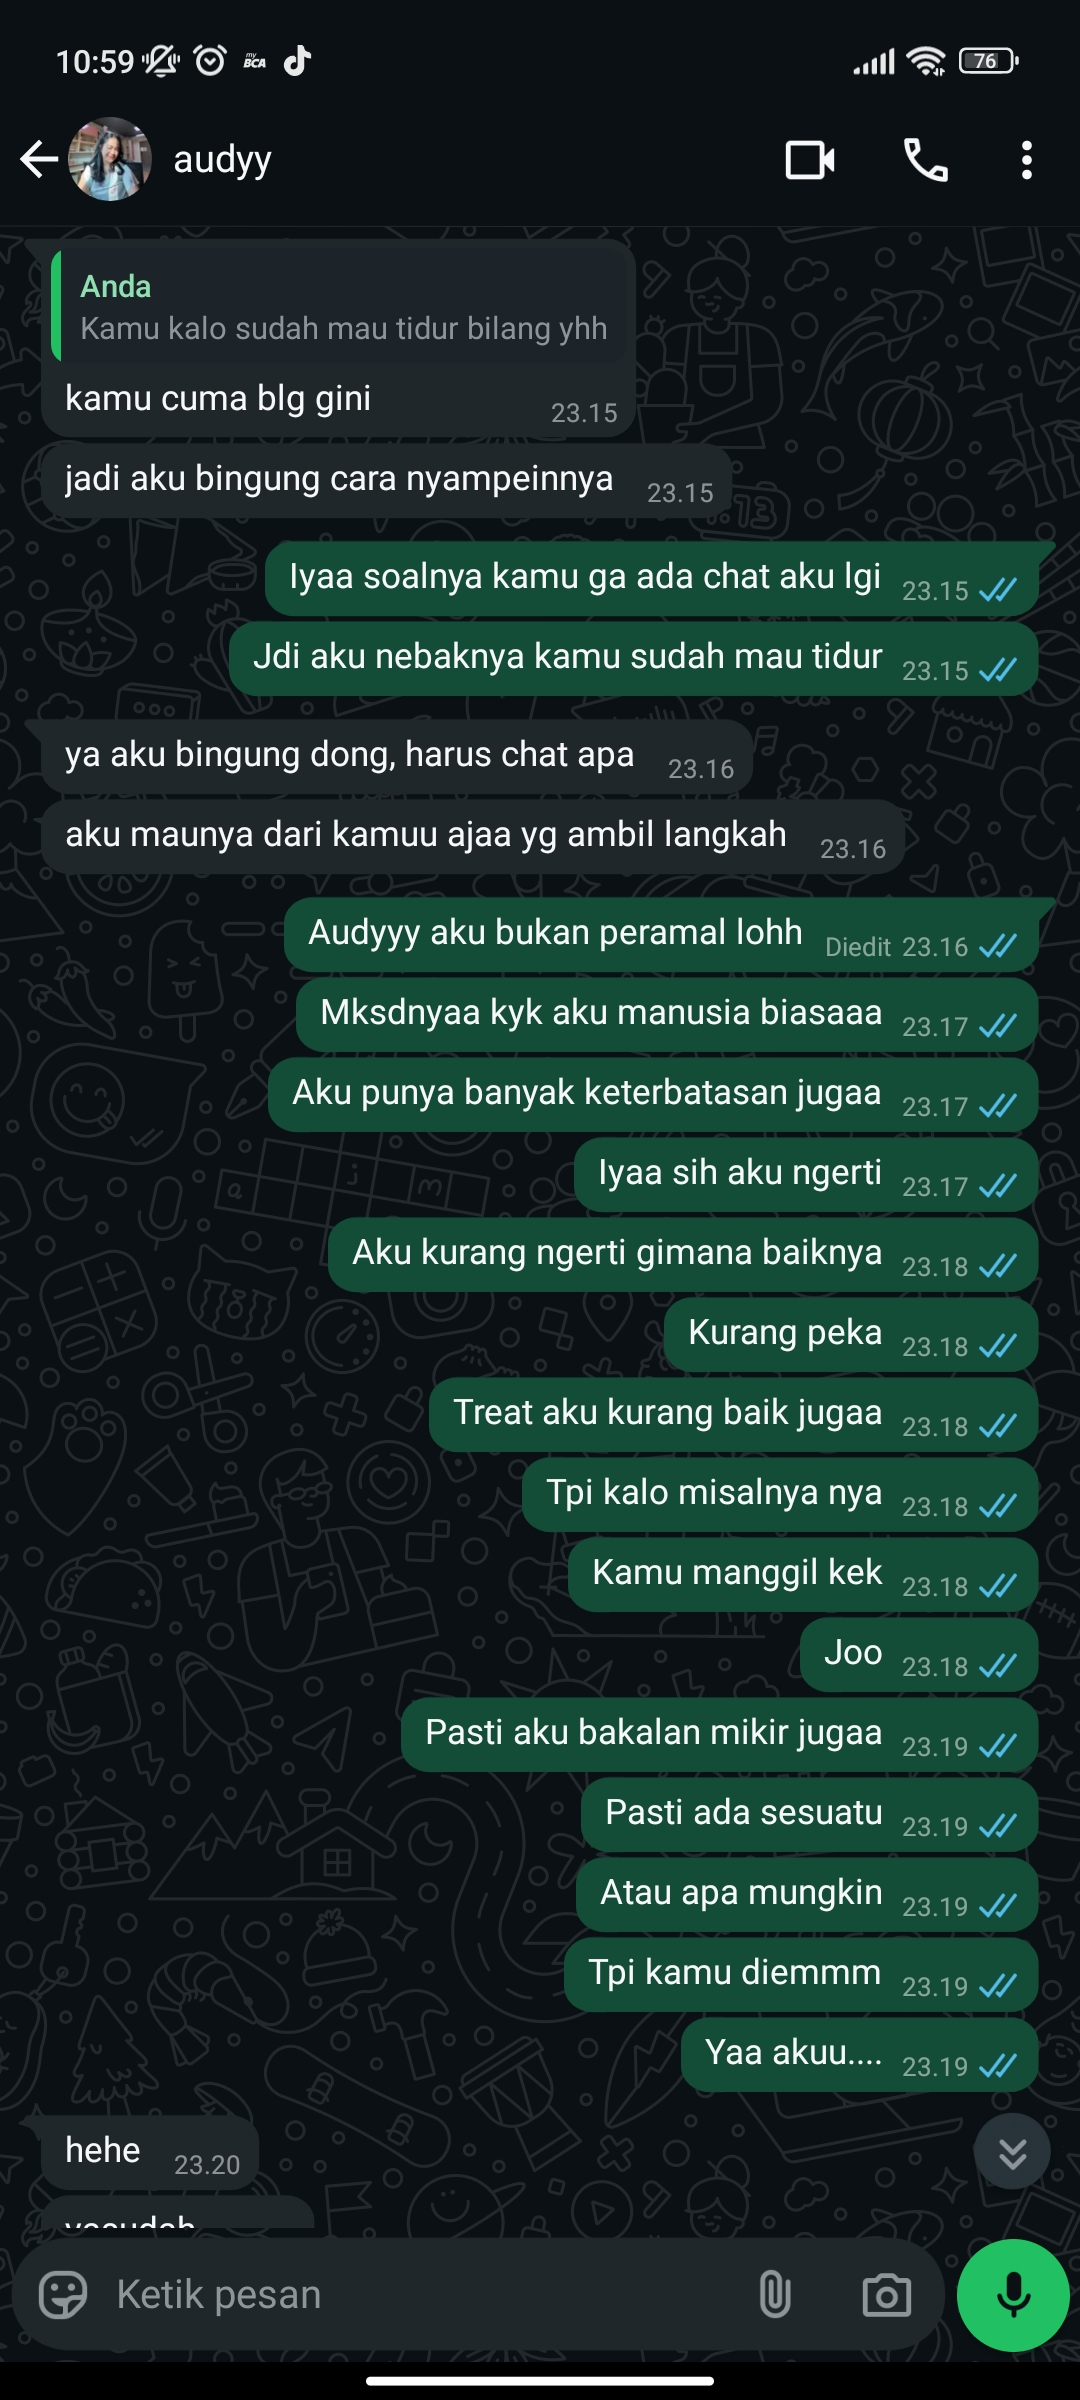 10:59
my
BCA
76
audyy
Anda
Kamu kalo sudah mau tidur bilang yhh
kamu cuma blg gini
23.15
jadi aku bingung cara nyampeinnya
23.15
Iyaa soalnya kamu ga ada chat aku lgi
23.15
Jdi aku nebaknya kamu sudah mau tidur
23.15
ya aku bingung dong, harus chat apa
23.16
aku maunya dari kamuu ajaa yg ambil langkah
23.16
Audyyy aku bukan peramal lohh
Diedit 23.16
Mksdnyaa kyk aku manusia biasaaa
23.17
Aku punya banyak keterbatasan jugaa
23.17
Iyaa sih aku ngerti
23.17
Aku kurang ngerti gimana baiknya
23.18
Kurang peka
23.18
Treat aku kurang baik jugaa
23.18
Tpi kalo misalnya nya
23.18
Kamu manggil kek
23.18
Joo
23.18
Pasti aku bakalan mikir jugaa
23.19
Pasti ada sesuatu
23.19
Atau apa mungkin
23.19
Tpi kamu diemmm
23.19
Yaa akuu....
23.19
hehe
23.20
Ketik pesan